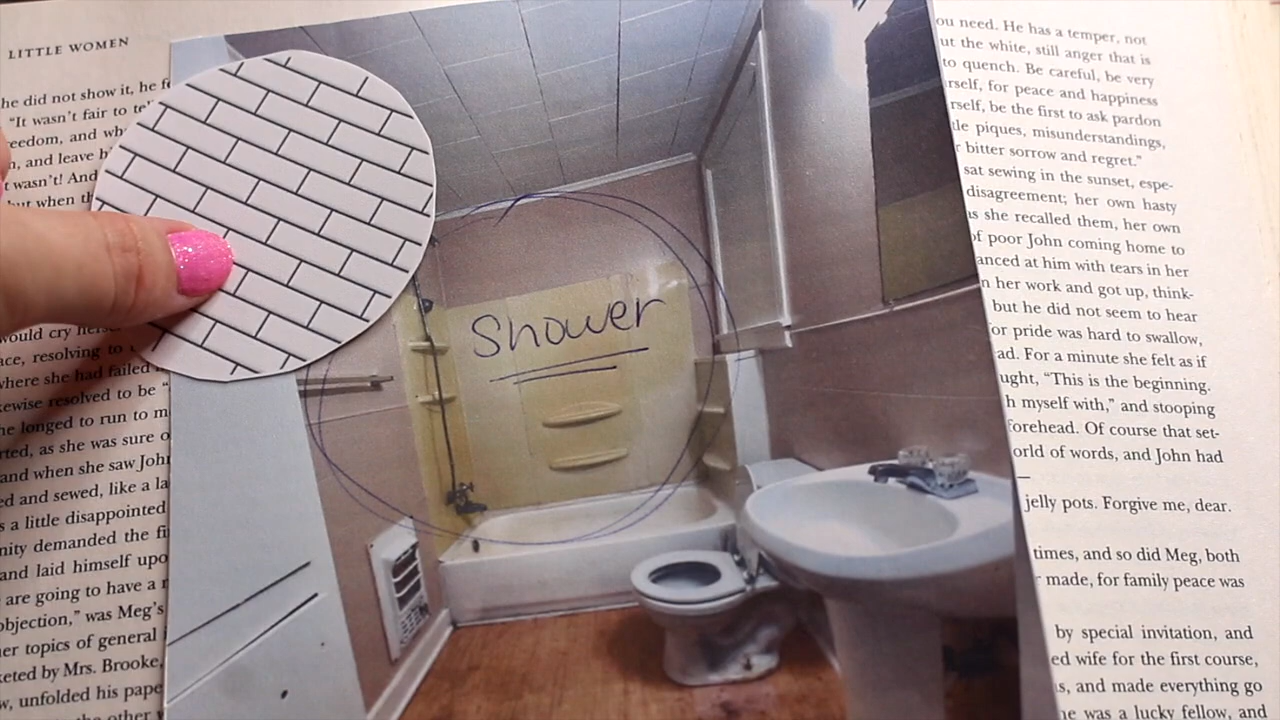 LITTLE WOMEN
he did not show it, he
"It wasn't fair to
eedom, and
n, and leave
t wasn't! And
but when
would cry
ace, resolving to
where she had failed
kewise resolved to be "
he longed to run to m
rted, as she was sure o
and when she saw John
ed and sewed, like a la
s a little disappointed
nity demanded the fi
and laid himself upo
are going to have a
objection," was Meg's
er topics of general
keted by Mrs. Brooke,
w, unfolded his pape
the other
Shower
ou need. He has a temper, not
ut the white, still anger that is
to quench. Be careful, be very
rself, for peace and happiness
rself, be the first to ask pardon
le piques, misunderstandings,
r bitter sorrow and regret."
sat sewing in the sunset, espe-
disagreement; her own hasty
as she recalled them, her own
of poor John coming home to
anced at him with tears in her
n her work and got up, think-
but he did not seem to hear
or pride was hard to swallow,
ad. For a minute she felt as if
ught, "This is the beginning.
h myself with," and stooping
forehead. Of course that set-
orld of words, and John had
jelly pots. Forgive me, dear.
times, and so did Meg, both
made, for family peace was
by special invitation, and
ed wife for the first course,
s, and made everything go
he was a lucky fellow, and